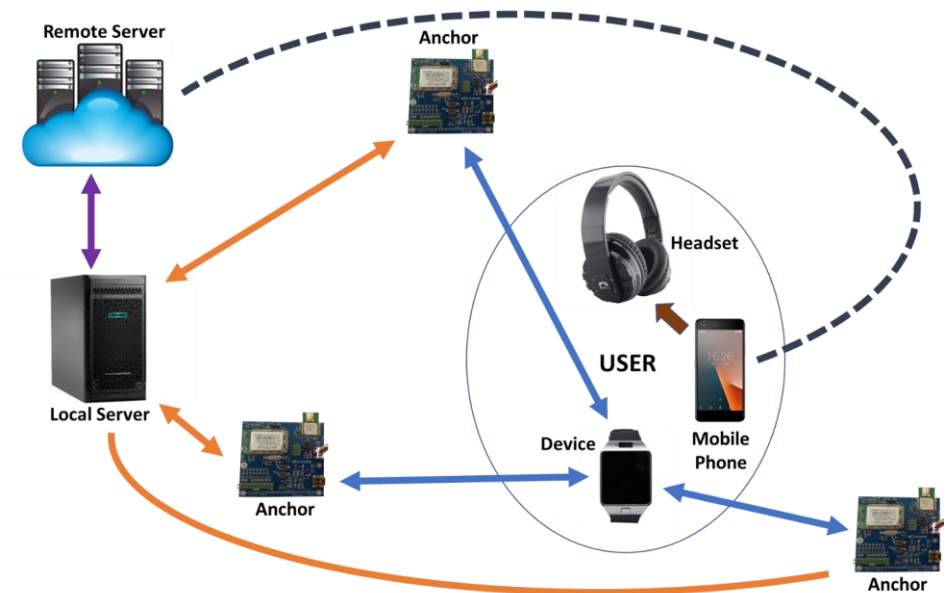 Remote Server
Anchor
Headset
USER
16:26
Local Server
Device
Mobile
Phone
Anchor
Anchor